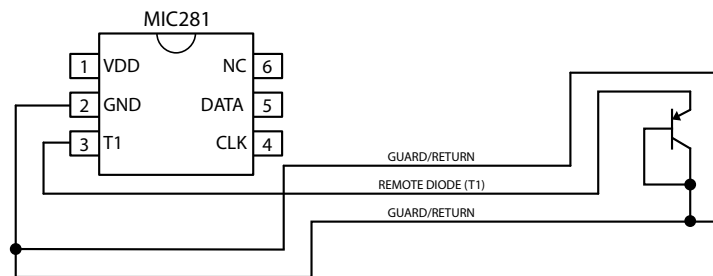 MIC281
1 VDD NC 6
2 GND DATA 5
3 T1 CLK 4
GUARD/RETURN
REMOTE DIODE (T1)
GUARD/RETURN